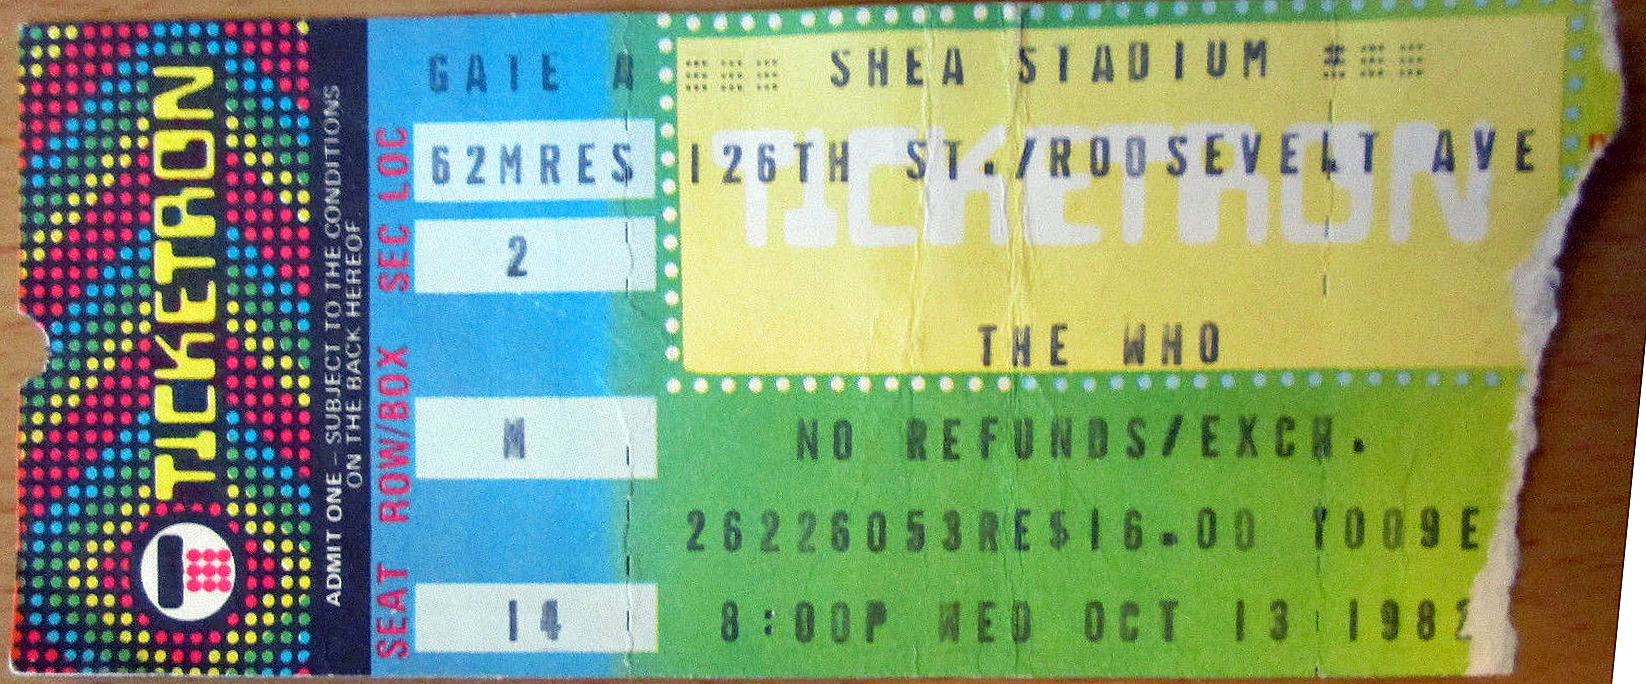 TICKETRON
ADMIT ONE – SUBJECT TO THE CONDITIONS
ON THE BACK HEREOF
SEC LOC
ROW/BOX
SEAT
GATE A
62MRES
2
M
14
SHEA STADIUM
126TH ST./ROOSEVELT AVE
TICKETRON
THE WHO
NO REFUNDS/EXCH.
26226053RE$16.00 Y009E
8:00P WED OCT 13 1982